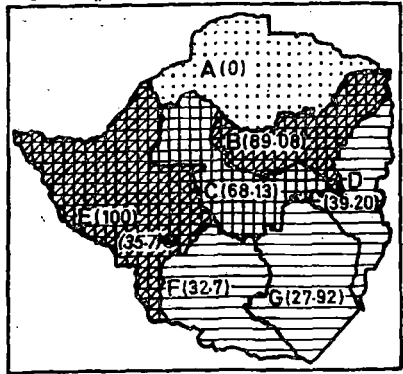 A(0)
B(89·08)
D
C(68·13)
(39·20)
E(100)
(35·7)
F(32·7)
G(27·92)